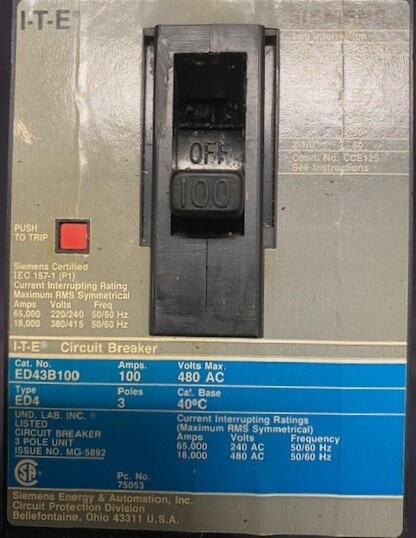 I-T-E®
SIEMENS
Lug Information
OFF
100
Conn. No. CCE125
See Instructions
PUSH
TO TRIP
Siemens Certified
IEC 157-1 (P1)
Current Interrupting Rating
Maximum RMS Symmetrical
Amps Volts Freq
65,000 220/240 50/60 Hz
18,000 380/415 50/60 Hz
I-T-E® Circuit Breaker
Cat. No. Amps. Volts Max.
ED43B100 100 480 AC
Type Poles Cal. Base
ED4 3 40°C
UND. LAB. INC.®
LISTED
CIRCUIT BREAKER
3 POLE UNIT
ISSUE NO. MG-5892
Current Interrupting Ratings
(Maximum RMS Symmetrical)
Amps Volts Frequency
65,000 240 AC 50/60 Hz
18,000 480 AC 50/60 Hz
SA
Pc. No.
75053
Siemens Energy & Automation, Inc.
Circuit Protection Division
Bellefontaine, Ohio 43311 U.S.A.